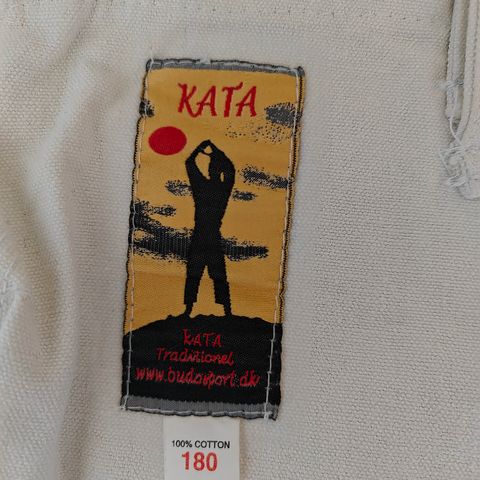 KATA
KATA
Traditionel
www.budosport.dk
100% COTTON
180